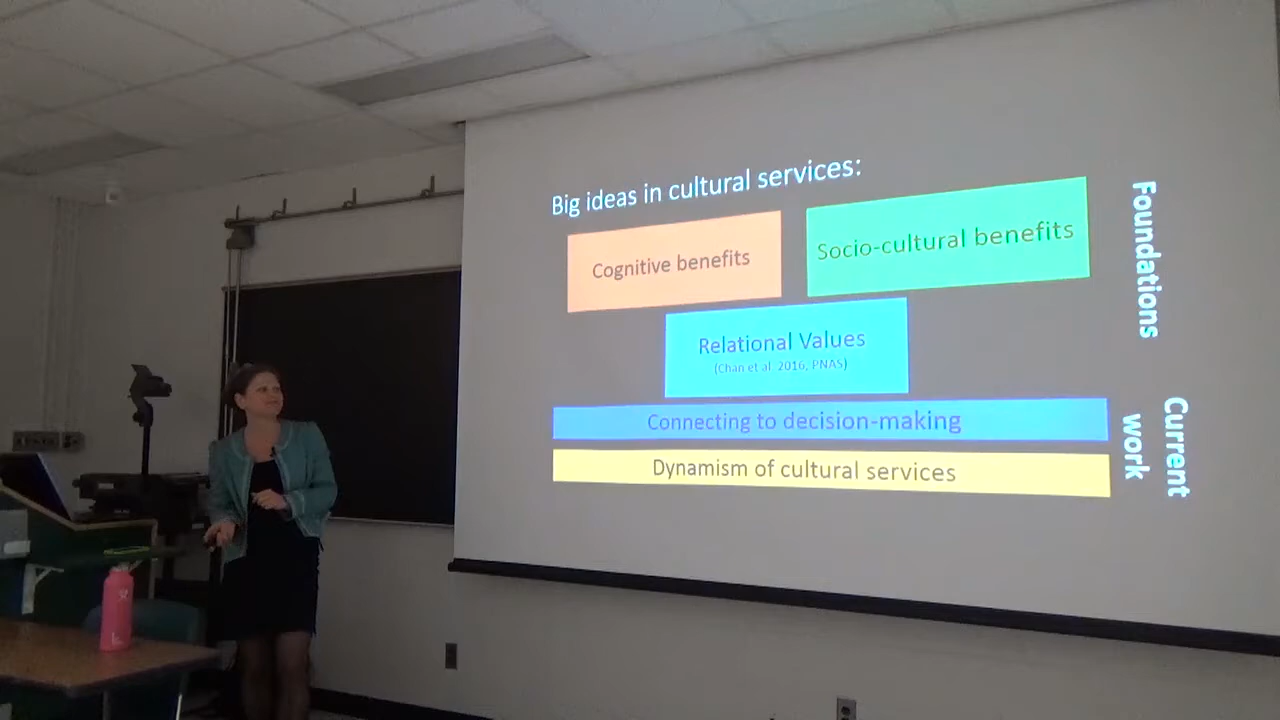 Big ideas in cultural services:
Cognitive benefits
Socio-cultural benefits
Relational Values
(Chan et al. 2016, PNAS)
Connecting to decision-making
Dynamism of cultural services
Foundations
Current
work